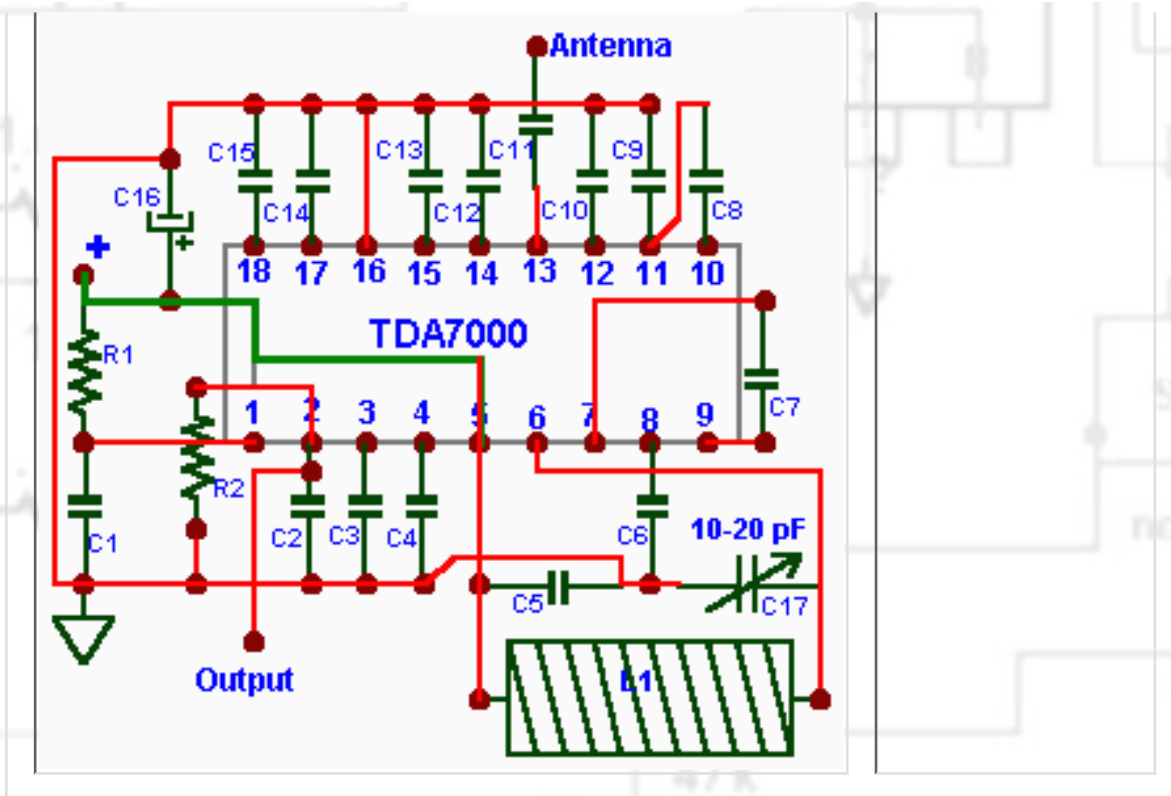 Antenna
C15 C13 C11 C9
C16 C14 C12 C10 C8
+
+
18 17 16 15 14 13 12 11 10
TDA7000
R1
1 2 3 4 5 6 7 8 9
C7
R2
C1 C2 C3 C4 C6
10-20 pF
C5 C17
Output
L1
47 K